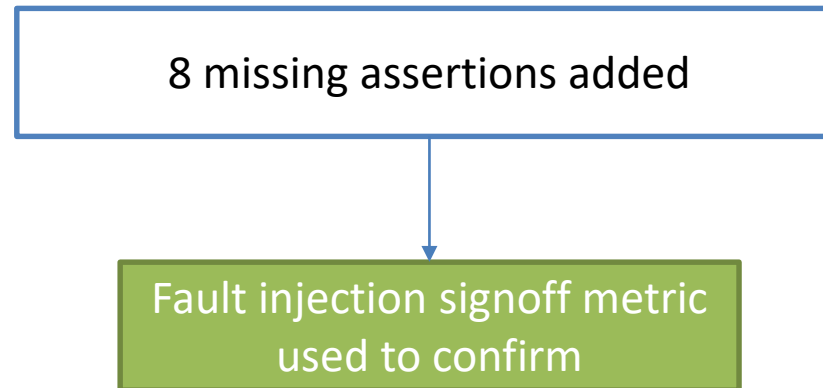 8 missing assertions added
Fault injection signoff metric
used to confirm